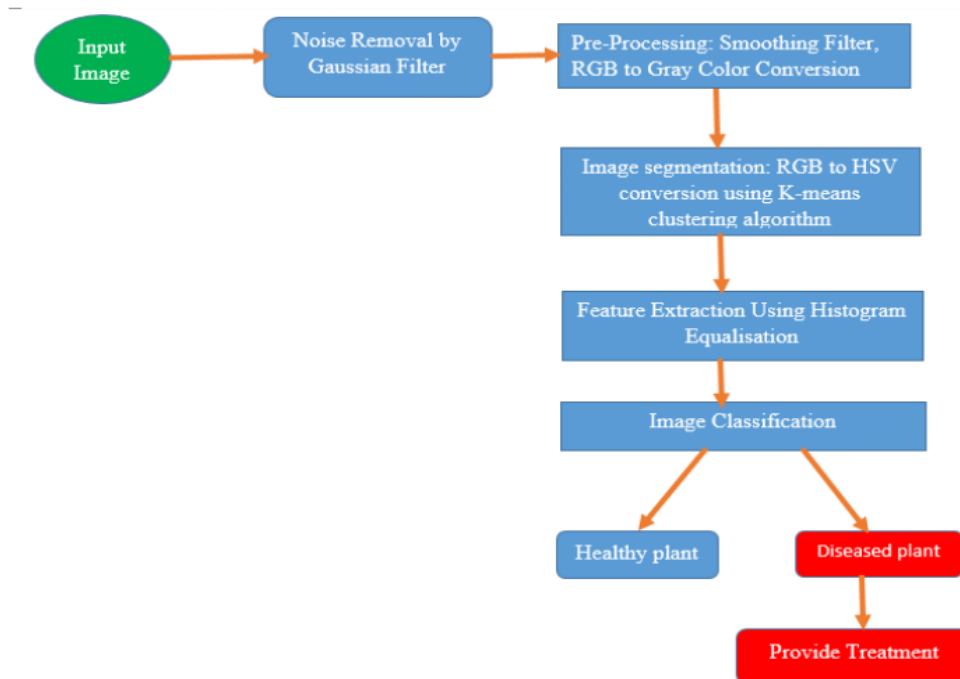 Input
Image
Noise Removal by
Gaussian Filter
Pre-Processing: Smoothing Filter,
RGB to Gray Color Conversion
Image segmentation: RGB to HSV
conversion using K-means
clustering algorithm
Feature Extraction Using Histogram
Equalisation
Image Classification
Healthy plant
Diseased plant
Provide Treatment